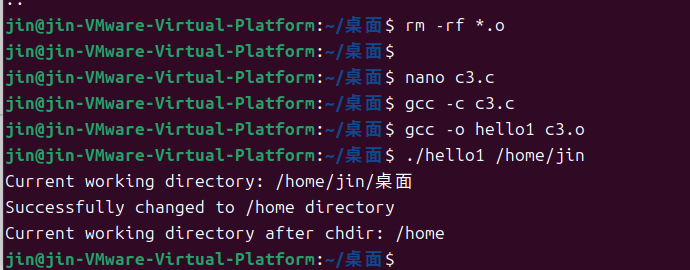 ..
jin@jin-VMware-Virtual-Platform:~/桌面$ rm -rf *.o
jin@jin-VMware-Virtual-Platform:~/桌面$
jin@jin-VMware-Virtual-Platform:~/桌面$ nano c3.c
jin@jin-VMware-Virtual-Platform:~/桌面$ gcc -c c3.c
jin@jin-VMware-Virtual-Platform:~/桌面$ gcc -o hello1 c3.o
jin@jin-VMware-Virtual-Platform:~/桌面$ ./hello1 /home/jin
Current working directory: /home/jin/桌面
Successfully changed to /home directory
Current working directory after chdir: /home
jin@jin-VMware-Virtual-Platform:~/桌面$